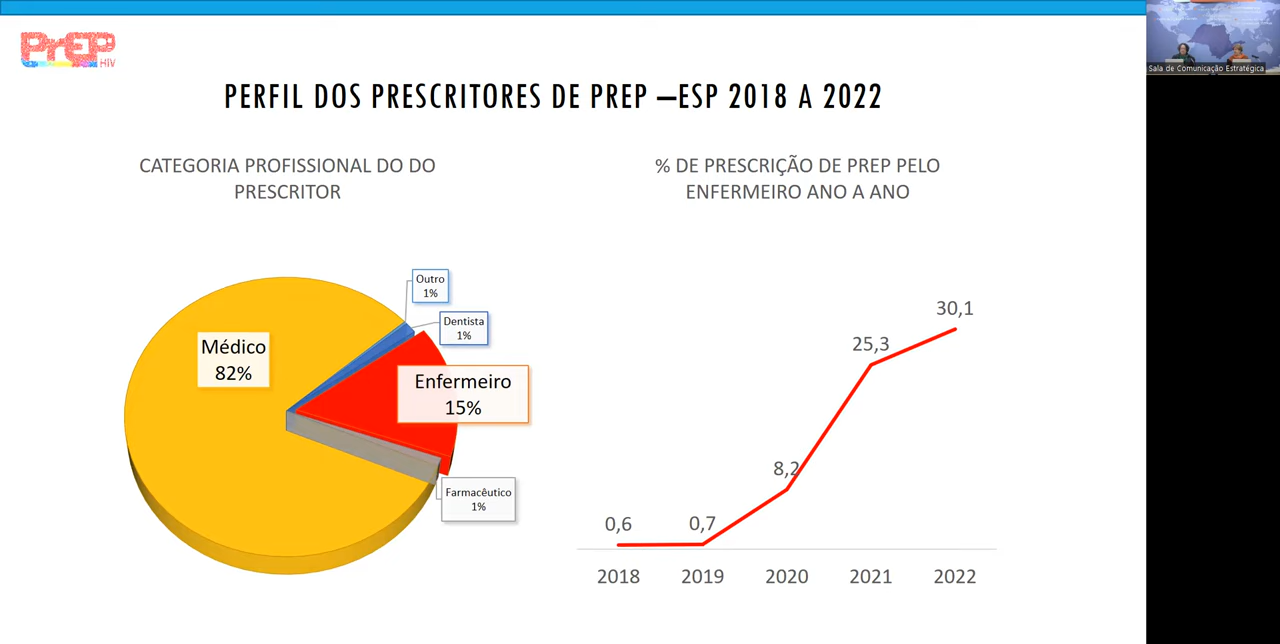 PrEP
HIV
Sala de Comunicação Estratégica
PERFIL DOS PRESCRITORES DE PREP –ESP 2018 A 2022
CATEGORIA PROFISSIONAL DO DO
PRESCRITOR
Outro
1%
Dentista
1%
Médico
82%
Enfermeiro
15%
Farmacêutico
1%
% DE PRESCRIÇÃO DE PREP PELO
ENFERMEIRO ANO A ANO
0,6
0,7
8,2
25,3
30,1
2018
2019
2020
2021
2022